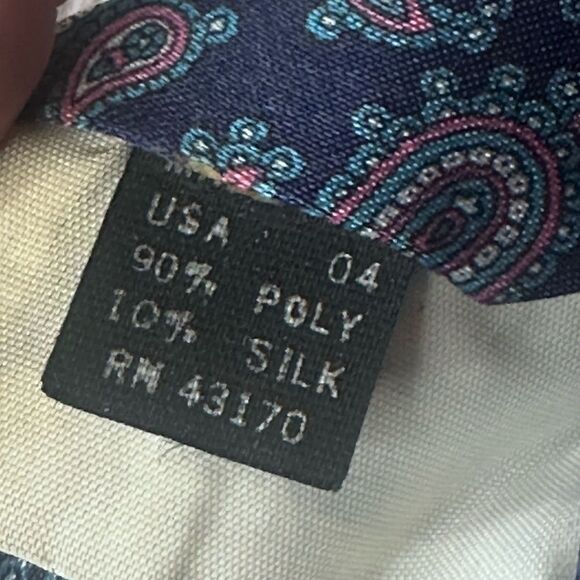 USA 04
90% POLY
10% SILK
RN 43170